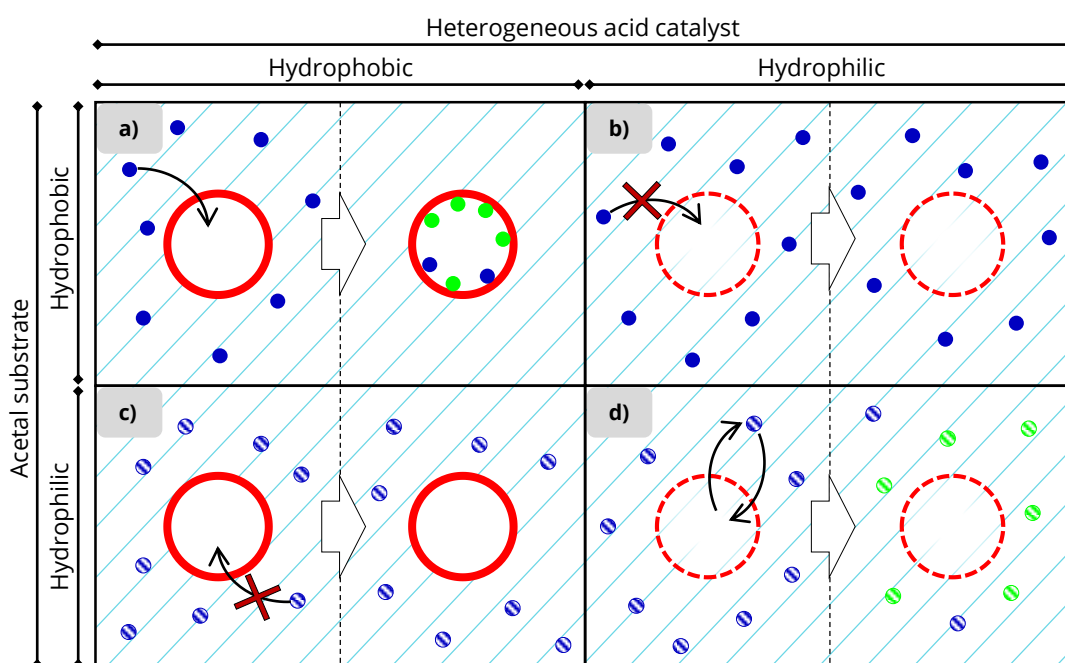 Heterogeneous acid catalyst
Hydrophobic
Hydrophilic
Acetal substrate
Hydrophobic
a)
b)
Hydrophilic
c)
d)